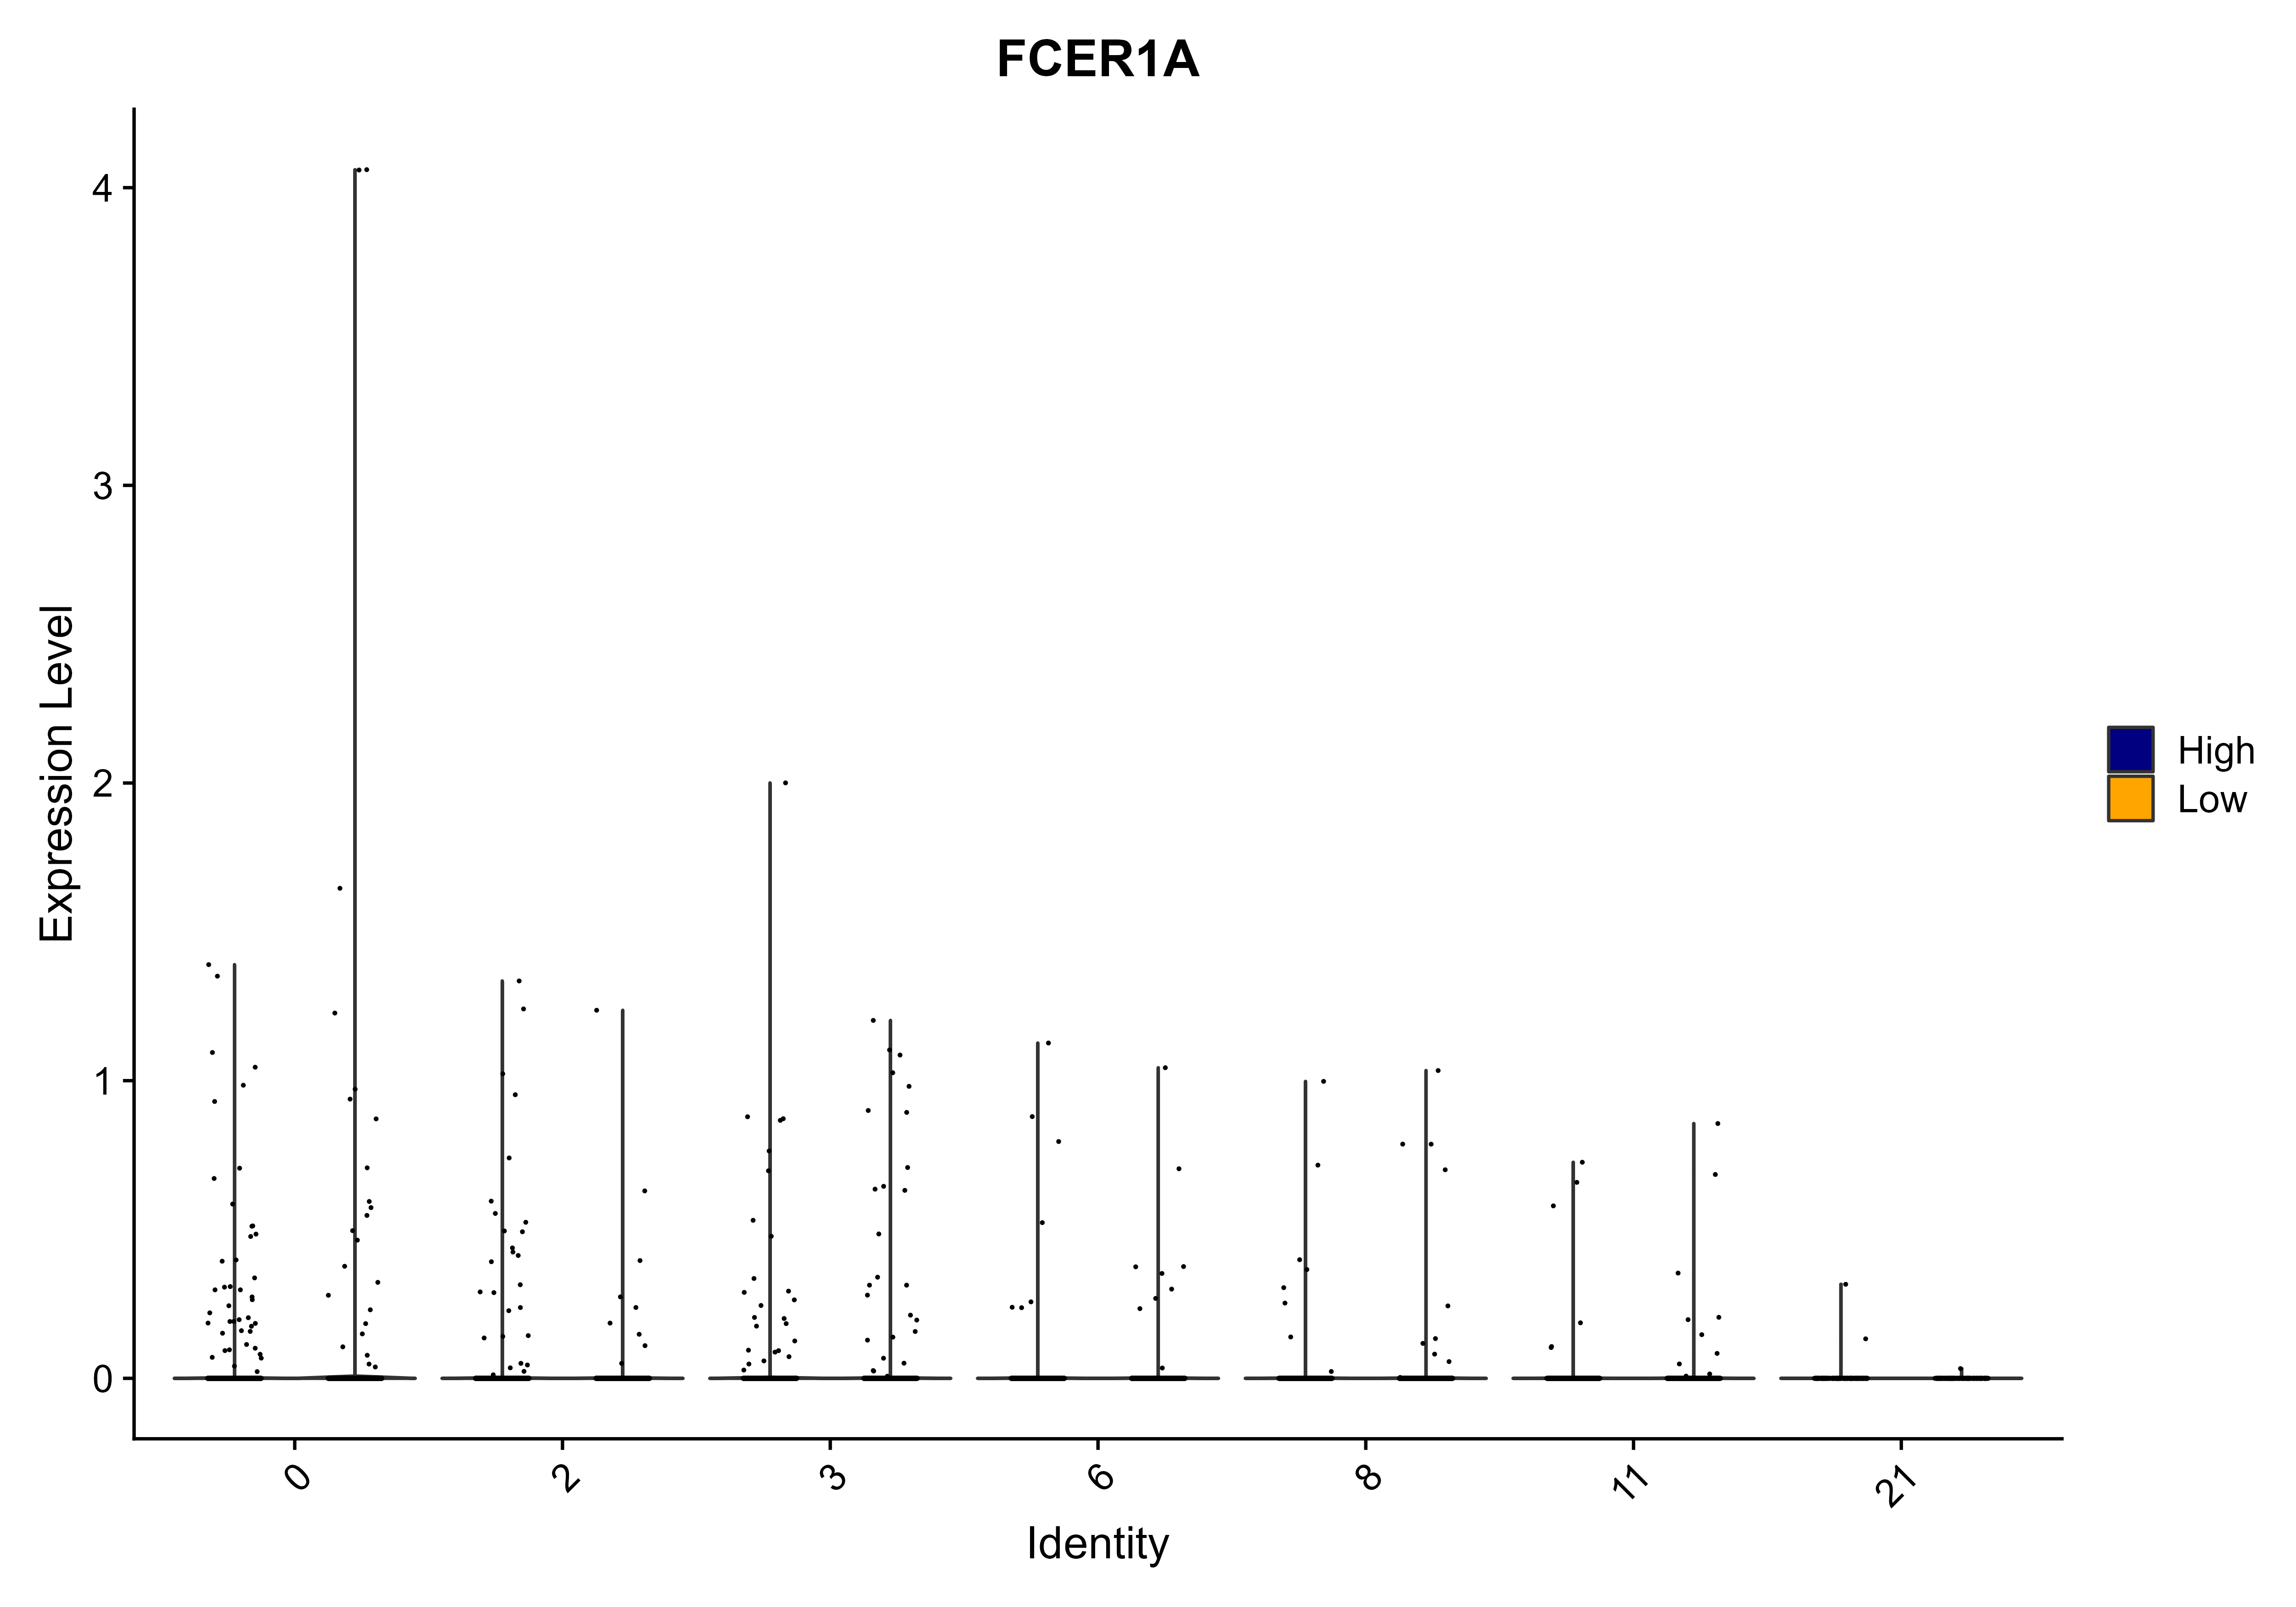 FCER1A
4
3
2
1
0
Expression Level
0 2 3 6 8 11 21
Identity
High
Low